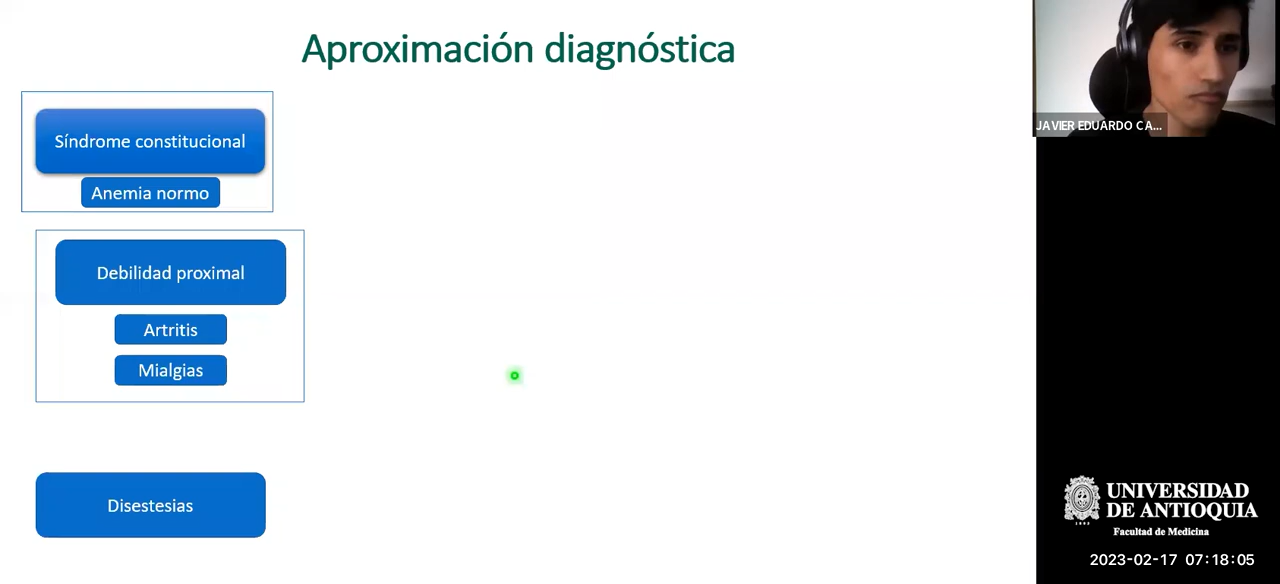 Aproximación diagnóstica
Síndrome constitucional
Anemia normo
Debilidad proximal
Artritis
Mialgias
Disestesias
JAVIER EDUARDO CA...
UNIVERSIDAD
DE ANTIOQUIA
Facultad de Medicina
2023-02-17 07:18:05